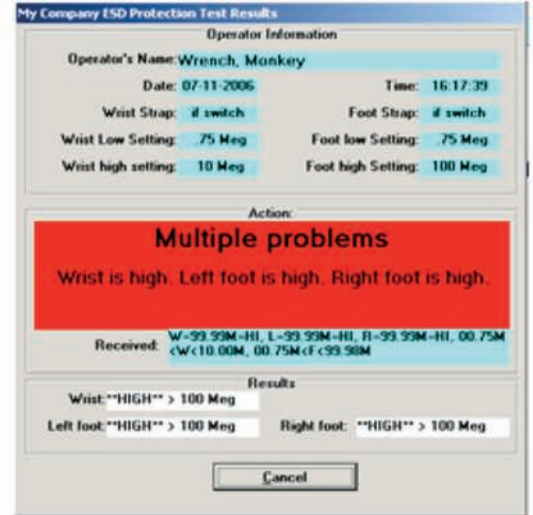 My Company ESD Protection Test Results
Operator Information
Operator's Name: Wrench, Monkey
Date: 07-11-2006 Time: 16:17:39
Wrist Strap: if switch Foot Strap: if switch
Wrist Low Setting: .75 Meg Foot low Setting: .75 Meg
Wrist high setting: 10 Meg Foot high Setting: 100 Meg
Action:
Multiple problems
Wrist is high. Left foot is high. Right foot is high.
Received: W=99.99M-HI, L=99.99M-HI, R=99.99M-HI, 00.75M
<W<10.00M, 00.75M<F<99.98M
Results
Wrist: **HIGH** > 100 Meg
Left foot: **HIGH** > 100 Meg Right foot: **HIGH** > 100 Meg
Cancel